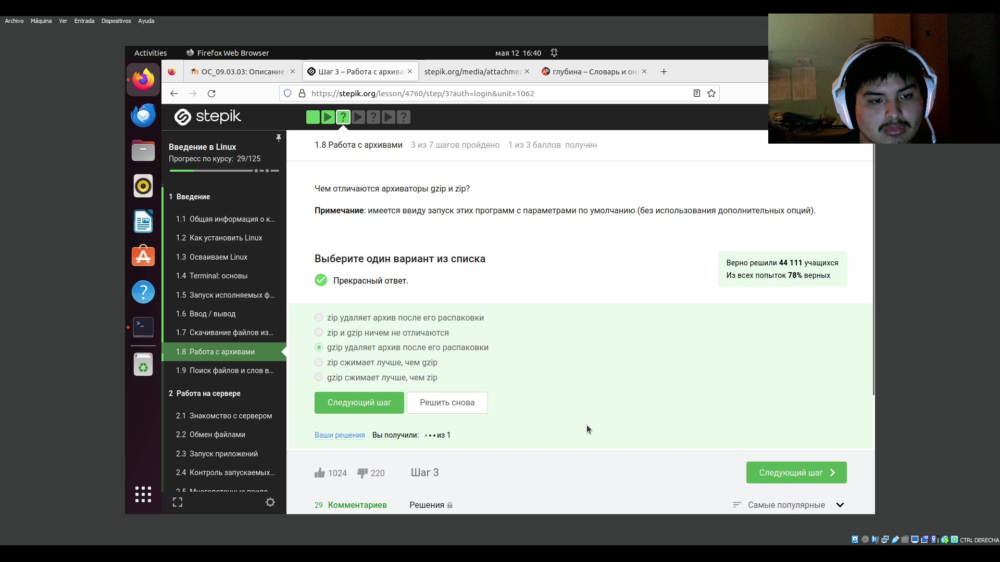 Archivo Máquina Ver Entrada Dispositivos Ayuda
Activities Firefox Web Browser мая 12 16:40
ОС_09.03.03: Описание Шаг 3 – Работа с архива stepik.org/media/attachmen глубина – Словарь и онл
https://stepik.org/lesson/4760/step/3?auth=login&unit=1062
stepik ? ? ?
Введение в Linux
Прогресс по курсу: 29/125
1 Введение
1.1 Общая информация о к...
1.2 Как установить Linux
1.3 Осваиваем Linux
1.4 Terminal: основы
1.5 Запуск исполняемых ф...
1.6 Ввод / вывод
1.7 Скачивание файлов из...
1.8 Работа с архивами
1.9 Поиск файлов и слов в...
2 Работа на сервере
2.1 Знакомство с сервером
2.2 Обмен файлами
2.3 Запуск приложений
2.4 Контроль запускаемых...
1.8 Работа с архивами 3 из 7 шагов пройдено 1 из 3 баллов получен
Чем отличаются архиваторы gzip и zip?
Примечание: имеется ввиду запуск этих программ с параметрами по умолчанию (без использования дополнительных опций).
Выберите один вариант из списка
Прекрасный ответ.
Верно решили 44 111 учащихся
Из всех попыток 78% верных
zip удаляет архив после его распаковки
zip и gzip ничем не отличаются
gzip удаляет архив после его распаковки
zip сжимает лучше, чем gzip
gzip сжимает лучше, чем zip
Следующий шаг Решить снова
Ваши решения Вы получили: ••• из 1
1024 220 Шаг 3 Следующий шаг
29 Комментариев Решения Самые популярные
CTRL DERECHA